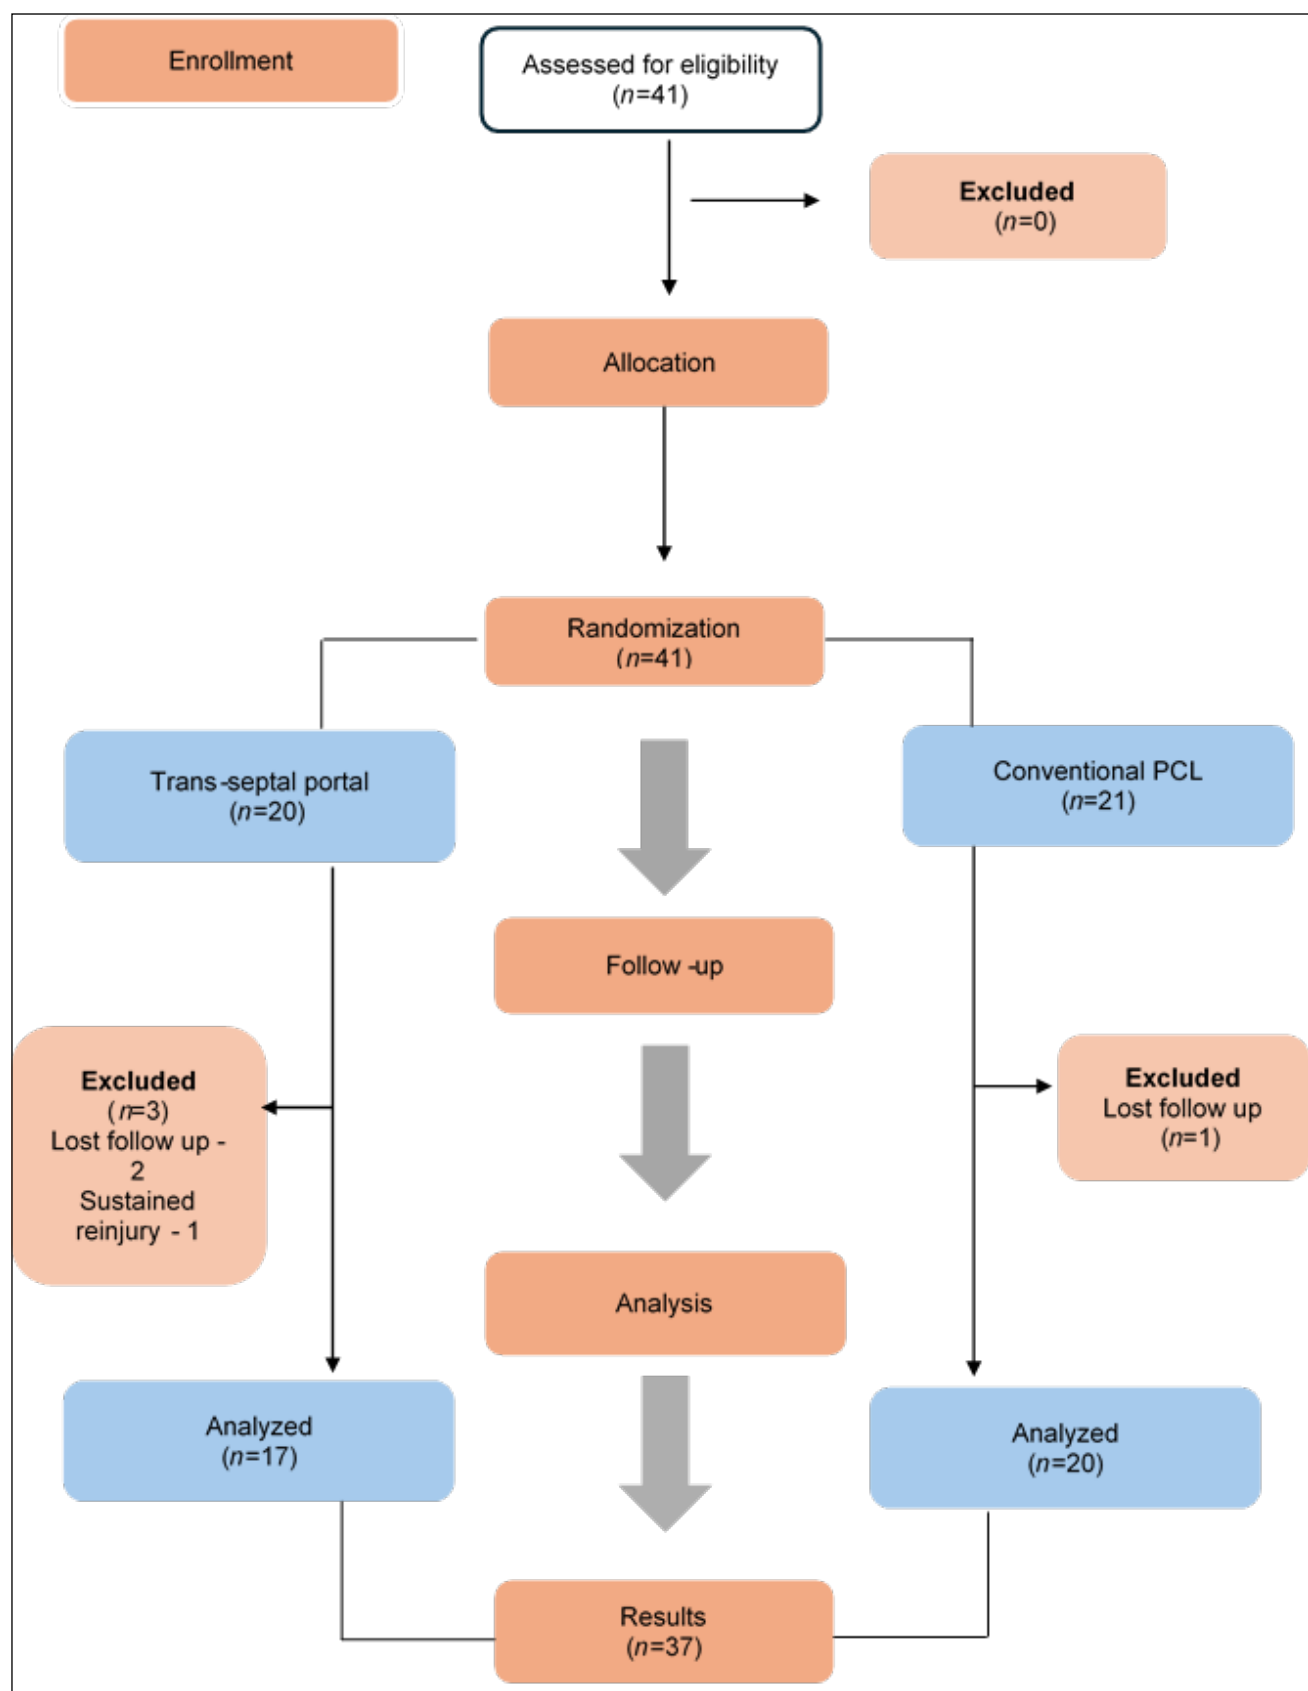 Enrollment
Assessed for eligibility
(n=41)
Excluded
(n=0)
Allocation
Randomization
(n=41)
Trans-septal portal
(n=20)
Conventional PCL
(n=21)
Follow -up
Excluded
(n=3)
Lost follow up -
2
Sustained
reinjury - 1
Excluded
Lost follow up
(n=1)
Analysis
Analyzed
(n=17)
Analyzed
(n=20)
Results
(n=37)